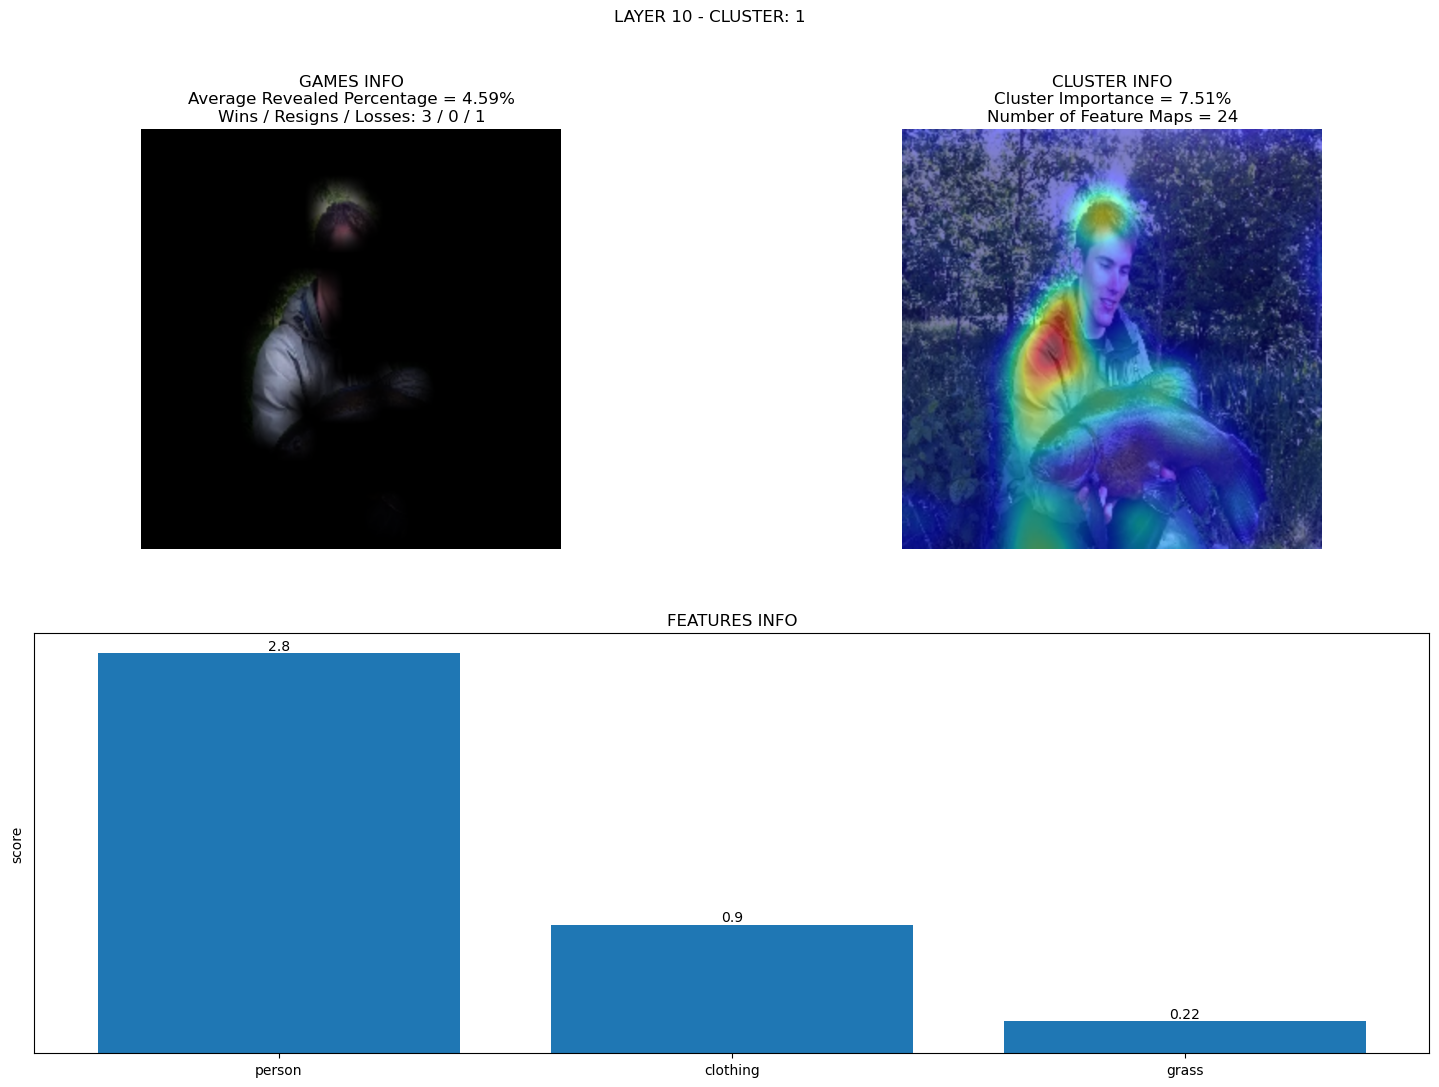 LAYER 10 - CLUSTER: 1
GAMES INFO
Average Revealed Percentage = 4.59%
Wins / Resigns / Losses: 3 / 0 / 1
CLUSTER INFO
Cluster Importance = 7.51%
Number of Feature Maps = 24
FEATURES INFO
score
2.8
0.9
0.22
person
clothing
grass